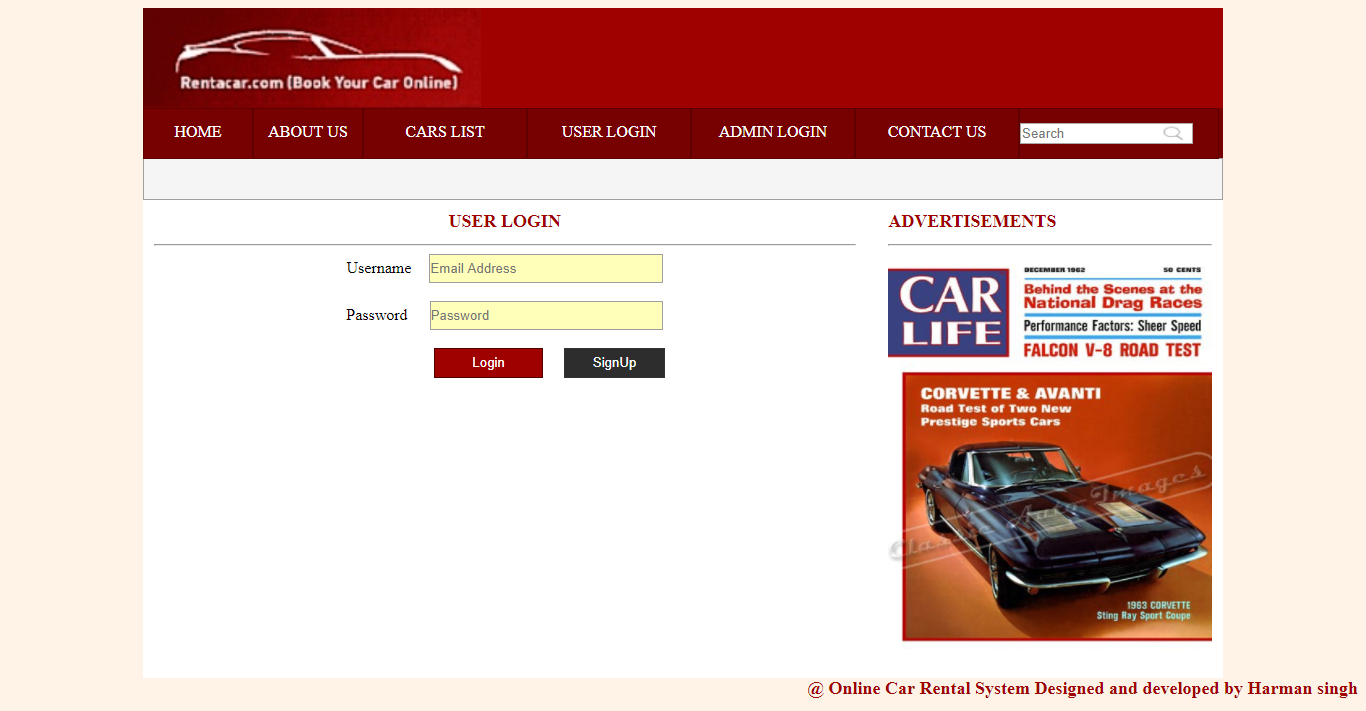 Rentacar.com (Book Your Car Online)
HOME ABOUT US CARS LIST USER LOGIN ADMIN LOGIN CONTACT US Search
USER LOGIN
Username Email Address
Password Password
Login SignUp
ADVERTISEMENTS
DECEMBER 1962 50 CENTS
CAR LIFE
Behind the Scenes at the
National Drag Races
Performance Factors: Sheer Speed
FALCON V-8 ROAD TEST
CORVETTE & AVANTI
Road Test of Two New
Prestige Sports Cars
Classic Auto Images
1963 CORVETTE
Sting Ray Sport Coupe
@ Online Car Rental System Designed and developed by Harman singh